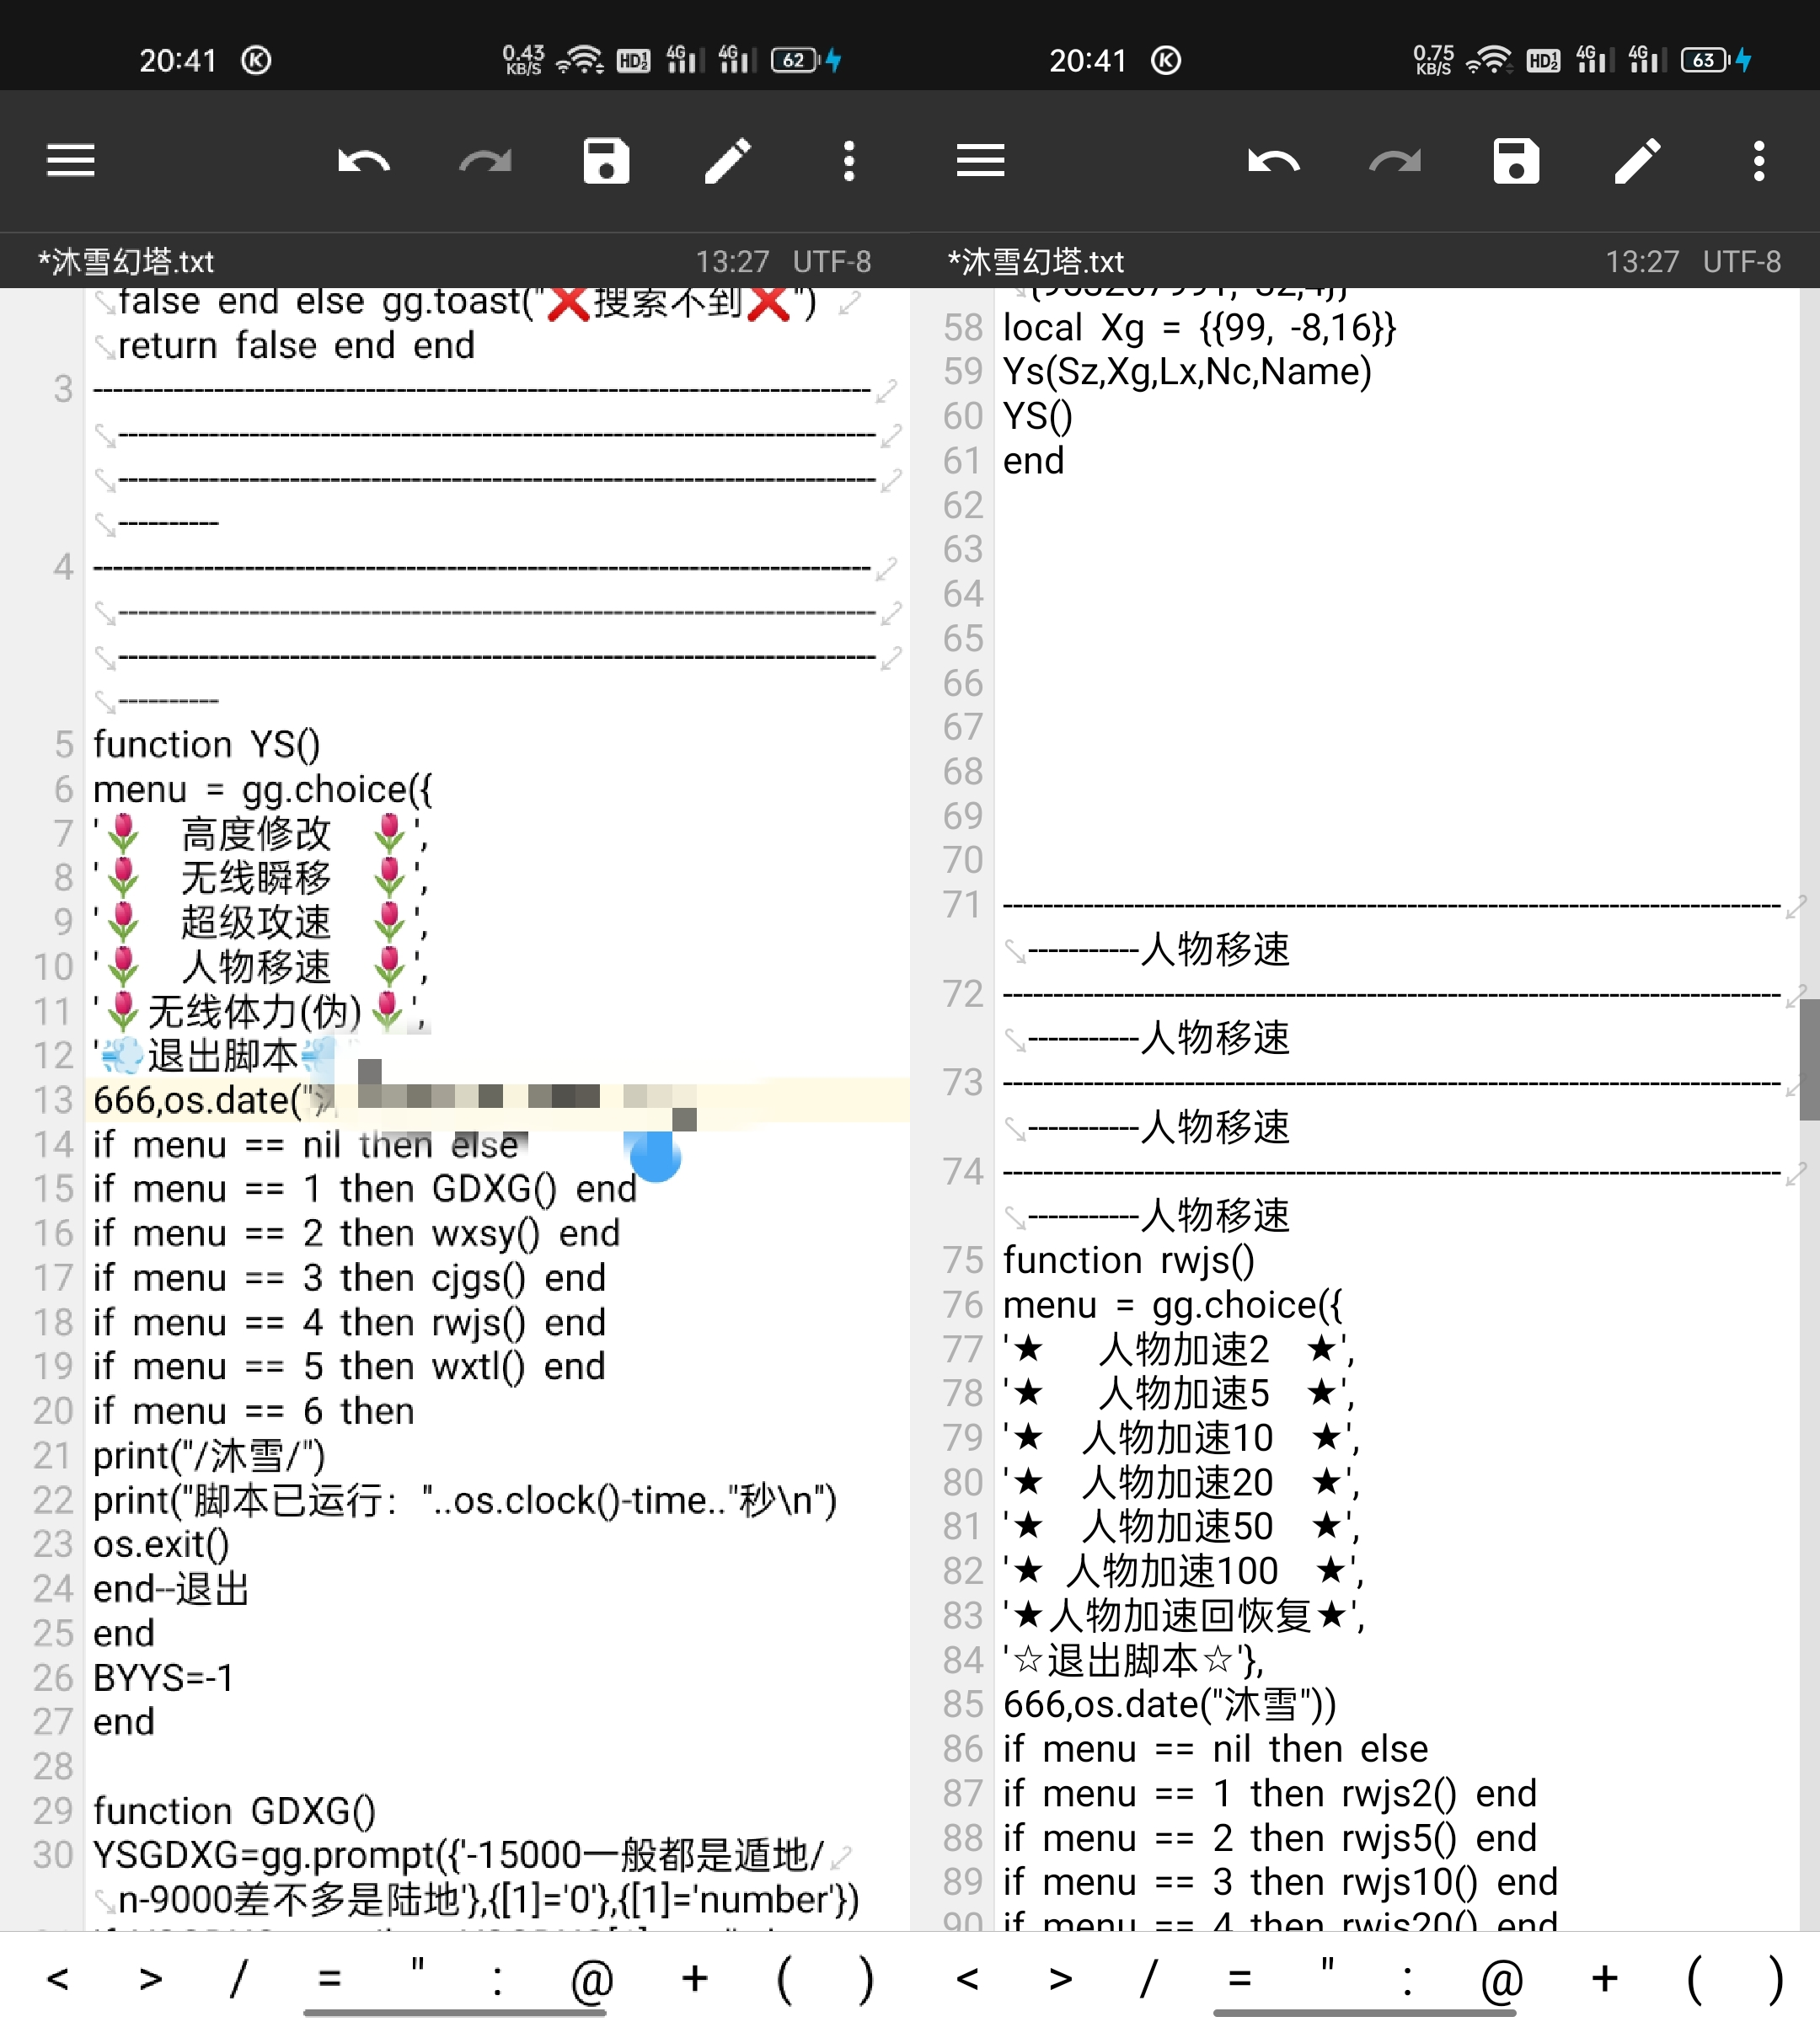 20:41
0.43 KB/S HD 4G 4G 62
*沐雪幻塔.txt 13:27 UTF-8
false end else gg.toast("❌搜索不到❌")
return false end end
3 ------------------------------------------------------------
------------------------------------------------------------
------------------------------------------------------------
----------
4 ------------------------------------------------------------
------------------------------------------------------------
------------------------------------------------------------
----------
5 function YS()
6 menu = gg.choice({
7 '🌷 高度修改 🌷',
8 '🌷 无线瞬移 🌷',
9 '🌷 超级攻速 🌷',
10 '🌷 人物移速 🌷',
11 '🌷无线体力(伪)🌷',
12 '💨退出脚本💨
13 666,os.date("
14 if menu == nil then else
15 if menu == 1 then GDXG() end
16 if menu == 2 then wxsy() end
17 if menu == 3 then cjgs() end
18 if menu == 4 then rwjs() end
19 if menu == 5 then wxtl() end
20 if menu == 6 then
21 print("/沐雪/")
22 print("脚本已运行："..os.clock()-time.."秒\n")
23 os.exit()
24 end--退出
25 end
26 BYYS=-1
27 end
28
29 function GDXG()
30 YSGDXG=gg.prompt({'-15000一般都是遁地/
n-9000差不多是陆地'},{[1]='0'},{[1]='number'})
< > / = " : @ + ( )
20:41
0.75 KB/S HD 4G 4G 63
*沐雪幻塔.txt 13:27 UTF-8
58 local Xg = {{99, -8,16}}
59 Ys(Sz,Xg,Lx,Nc,Name)
60 YS()
61 end
62
63
64
65
66
67
68
69
70
71 ------------------------------------------------------------
-----------人物移速
72 ------------------------------------------------------------
-----------人物移速
73 ------------------------------------------------------------
-----------人物移速
74 ------------------------------------------------------------
-----------人物移速
75 function rwjs()
76 menu = gg.choice({
77 '★ 人物加速2 ★',
78 '★ 人物加速5 ★',
79 '★ 人物加速10 ★',
80 '★ 人物加速20 ★',
81 '★ 人物加速50 ★',
82 '★ 人物加速100 ★',
83 '★人物加速回恢复★',
84 '☆退出脚本☆'},
85 666,os.date("沐雪"))
86 if menu == nil then else
87 if menu == 1 then rwjs2() end
88 if menu == 2 then rwjs5() end
89 if menu == 3 then rwjs10() end
90 if menu == 4 then rwjs20() end
< > / = " : @ + ( )